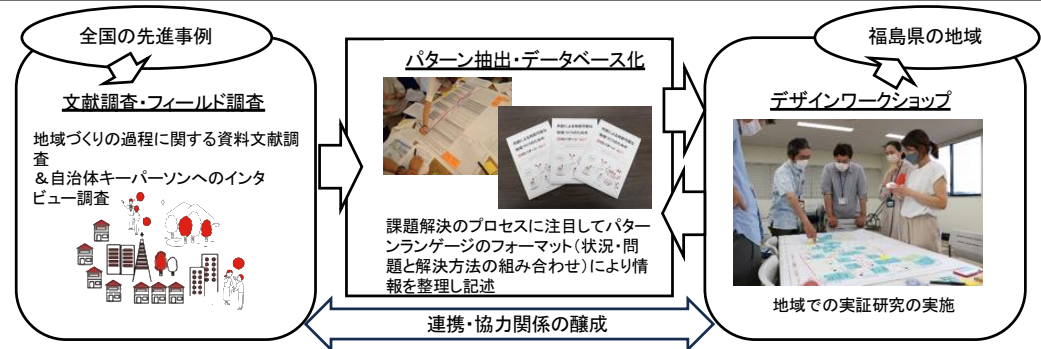 全国の先進事例
文献調査・フィールド調査
地域づくりの過程に関する資料文献調
査
＆自治体キーパーソンへのインタ
ビュー調査
パターン抽出・データベース化
課題解決のプロセスに注目してパター
ンランゲージのフォーマット（状況・問
題と解決方法の組み合わせ）により情
報を整理し記述
福島県の地域
デザインワークショップ
地域での実証研究の実施
連携・協力関係の醸成